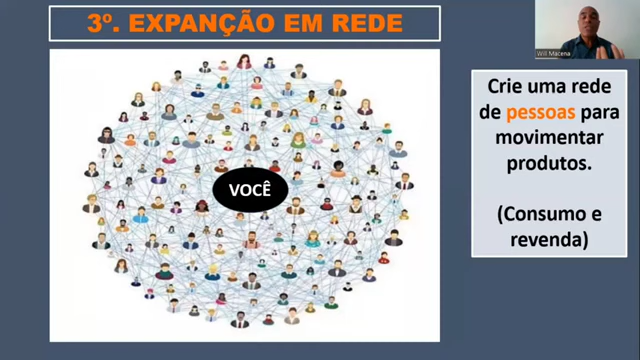 3º. EXPANÇÃO EM REDE
Will Macena
Crie uma rede
de pessoas para
movimentar
produtos.
(Consumo e
revenda)
VOCÊ